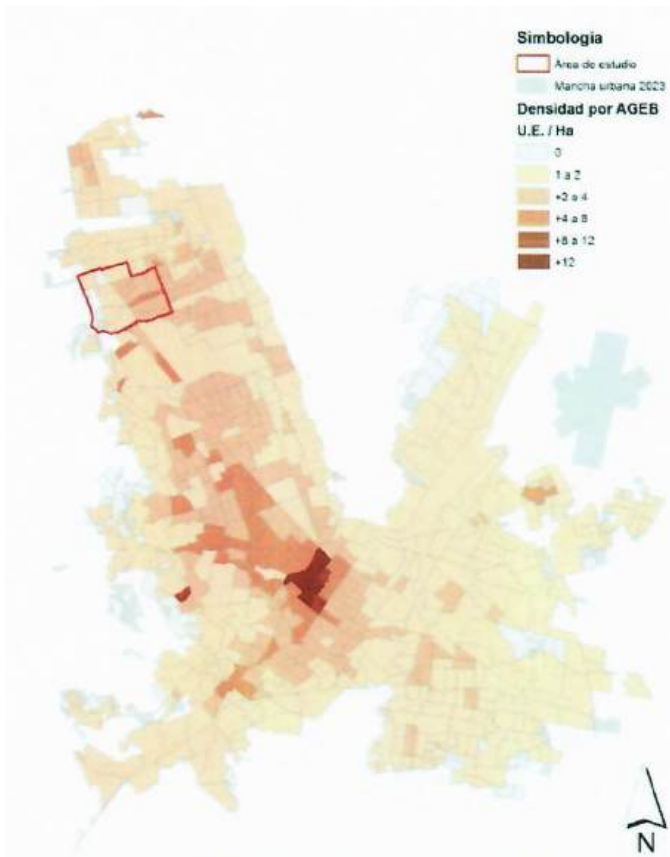 Simbología
Área de estudio
Mancha urbana 2023
Densidad por AGEB
U.E. / Ha
0
1 a 2
+2 a 4
+4 a 8
+8 a 12
+12
N